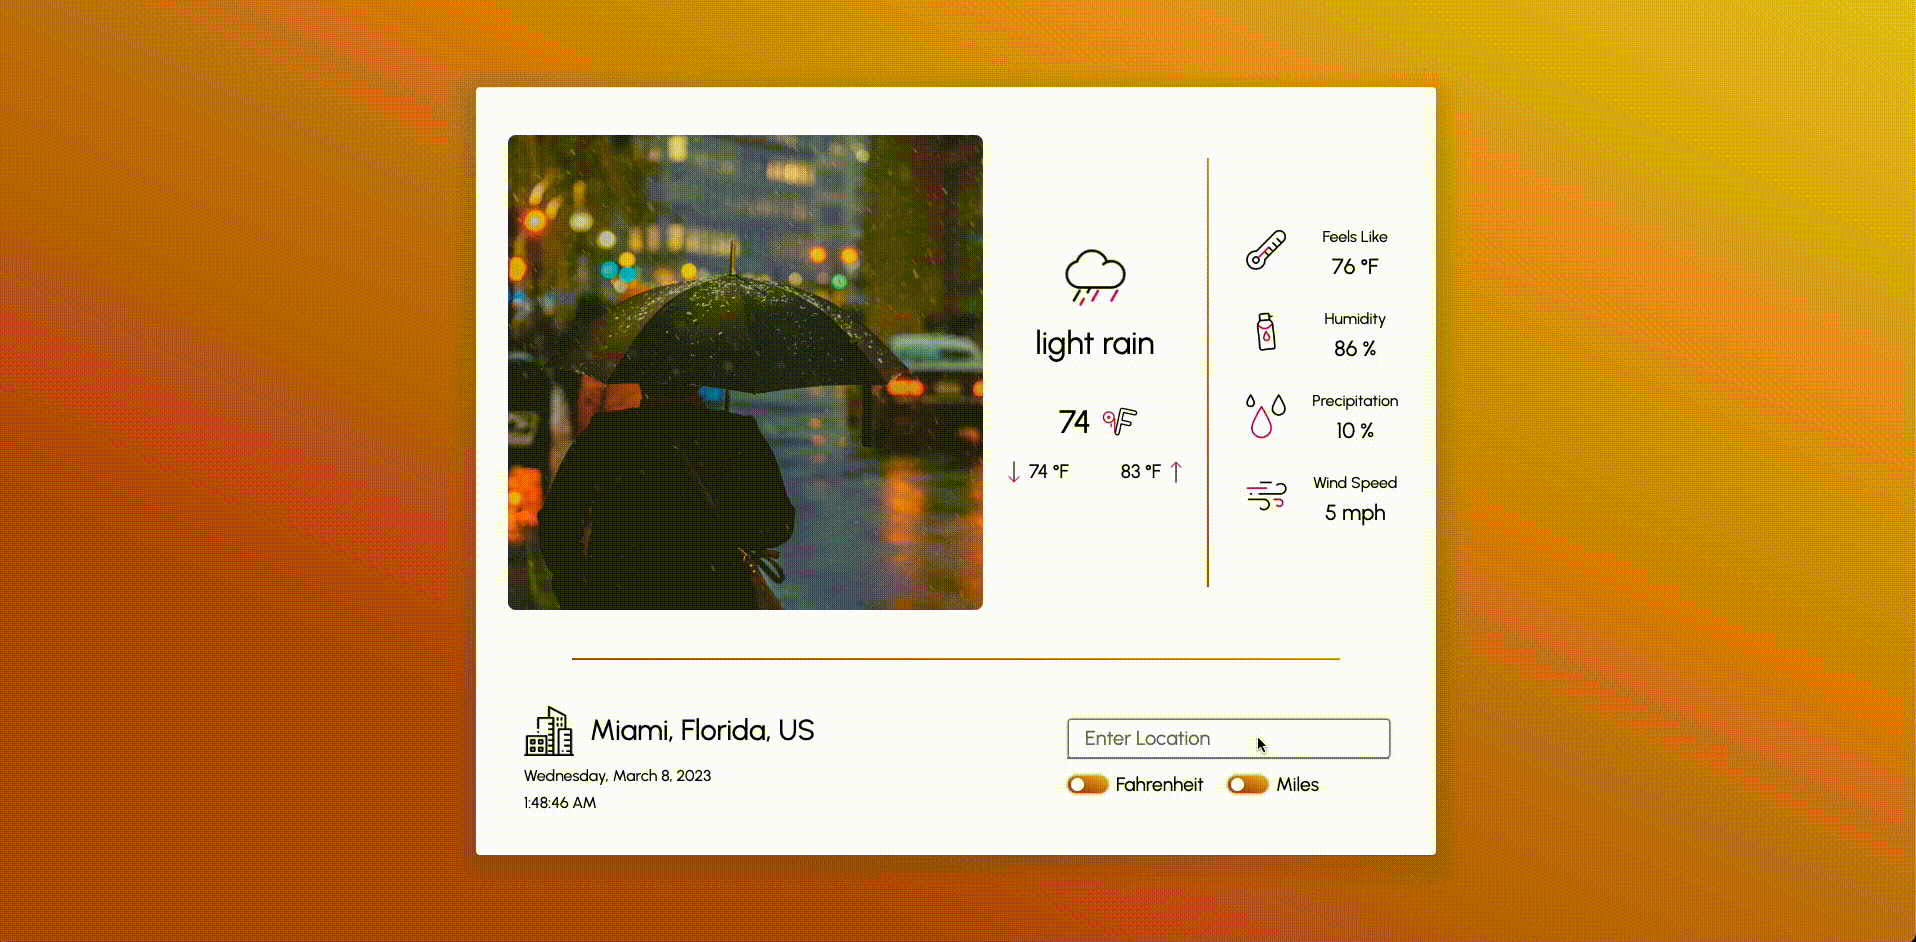 light rain
74 °F
74 °F
83 °F
Feels Like
76 °F
Humidity
86 %
Precipitation
10 %
Wind Speed
5 mph
Miami, Florida, US
Wednesday, March 8, 2023
1:48:46 AM
Enter Location
Fahrenheit
Miles